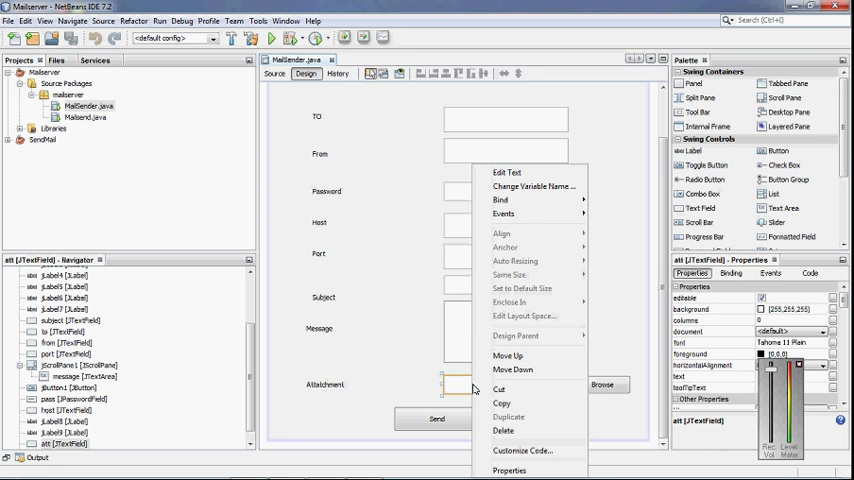 Mailserver - NetBeans IDE 7.2
File Edit View Navigate Source Refactor Run Debug Profile Team Tools Window Help
Search (Ctrl+I)
<default config>
Projects Files Services
Mailserver
Source Packages
mailserver
MailSender.java
Mailsend.java
Libraries
SendMail
MailSender.java
Source Design History
TO
From
Password
Host
Port
Subject
Message
Attatchment
Browse
Send
Edit Text
Change Variable Name ...
Bind
Events
Align
Anchor
Auto Resizing
Same Size
Set to Default Size
Enclose In
Edit Layout Space...
Design Parent
Move Up
Move Down
Cut
Copy
Duplicate
Delete
Customize Code...
Properties
Palette
Swing Containers
Panel Tabbed Pane
Split Pane Scroll Pane
Tool Bar Desktop Pane
Internal Frame Layered Pane
Swing Controls
Label Button
Toggle Button Check Box
Radio Button Button Group
Combo Box List
Text Field Text Area
Scroll Bar Slider
Progress Bar Formatted Field
att [JTextField] - Navigator
jLabel5 [JLabel]
jLabel6 [JLabel]
jLabel7 [JLabel]
subject [JTextField]
to [JTextField]
from [JTextField]
port [JTextField]
jScrollPane1 [JScrollPane]
message [JTextArea]
jButton1 [JButton]
pass [JPasswordField]
jLabel8 [JLabel]
jLabel9 [JLabel]
att [JTextField]
att [JTextField] - Properties
Properties Binding Events Code
Properties
editable
background [255,255,255]
columns 0
document <default>
font Tahoma 11 Plain
foreground [0,0,0]
horizontalAlignment
text
toolTipText
Other Properties
Rec Vol
Level Meter
att [JTextField]
Output